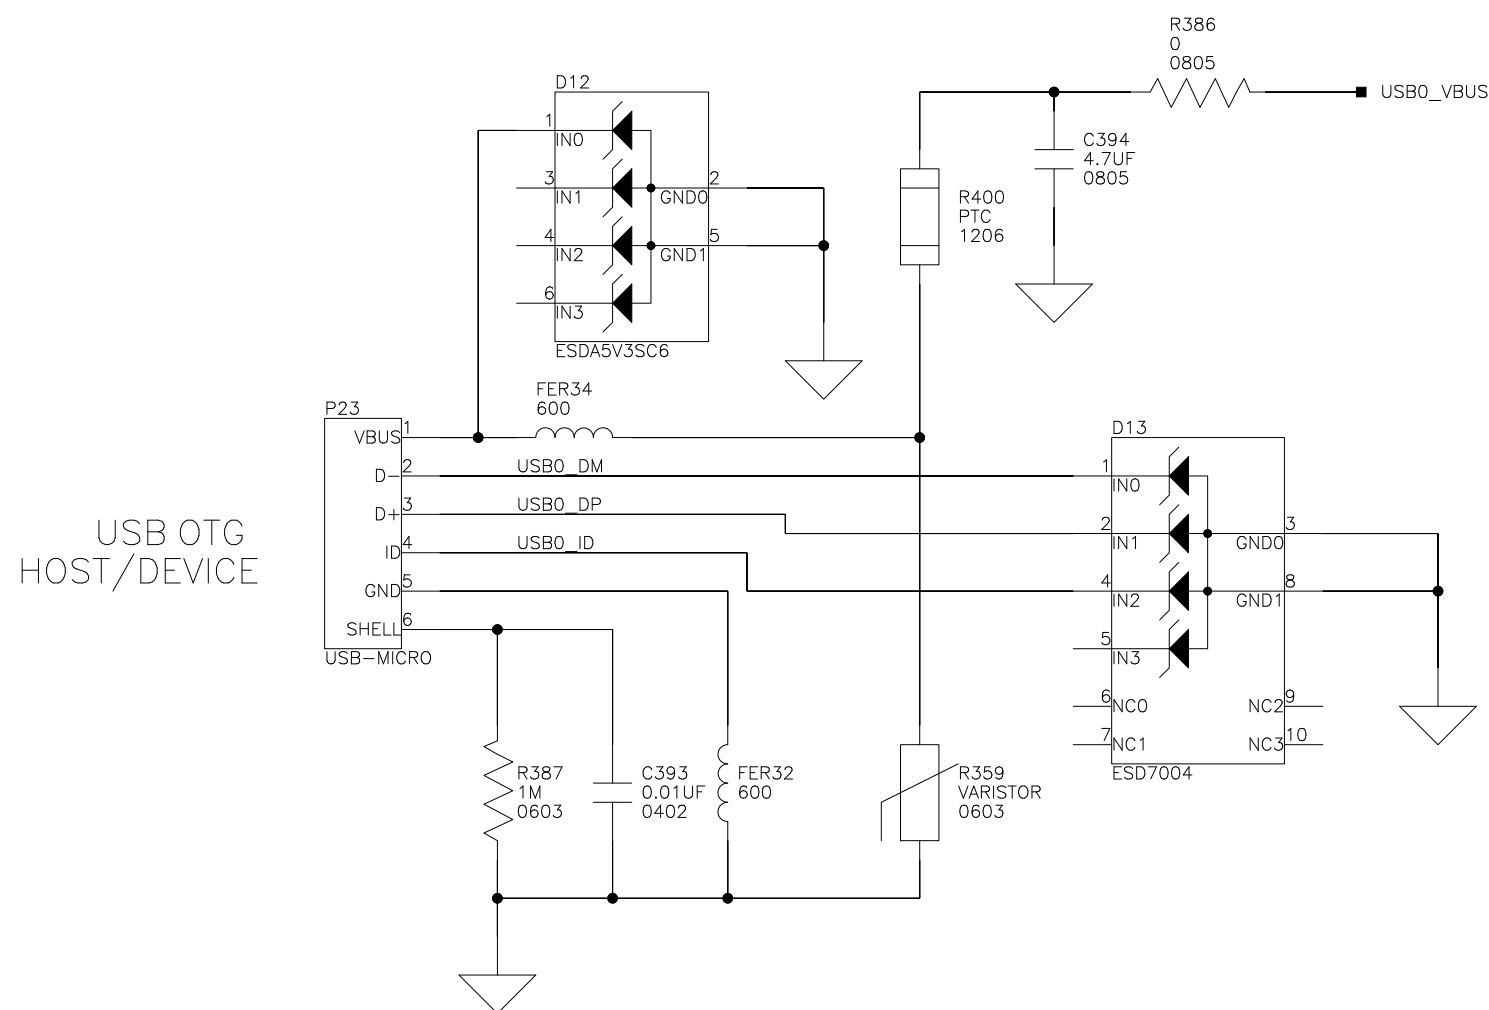 R386
0
0805
USB0_VBUS
D12
1
IN0
3
IN1
4
IN2
6
IN3
2
GND0
5
GND1
ESDA5V3SC6
C394
4.7UF
0805
R400
PTC
1206
FER34
600
P23
VBUS
1
D-
2
D+
3
ID
4
GND
5
SHELL
6
USB-MICRO
USB0_DM
USB0_DP
USB0_ID
USB OTG
HOST/DEVICE
D13
1
IN0
2
IN1
4
IN2
5
IN3
6
NC0
7
NC1
3
GND0
8
GND1
9
NC2
10
NC3
ESD7004
R387
1M
0603
C393
0.01UF
0402
FER32
600
R359
VARISTOR
0603